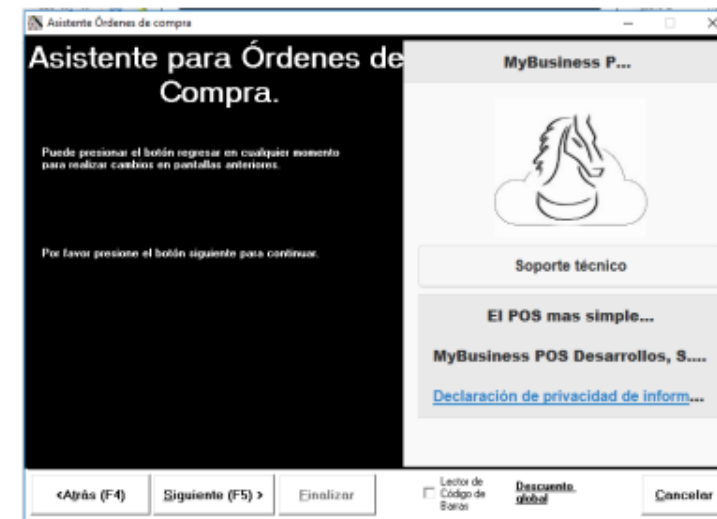 Asistente Órdenes de compra
Asistente para Órdenes de
Compra.
Puede presionar el botón regresar en cualquier momento
para realizar cambios en pantallas anteriores.
Por favor presione el botón siguiente para continuar.
MyBusiness P...
Soporte técnico
El POS mas simple...
MyBusiness POS Desarrollos, S....
Declaración de privacidad de inform...
<Atrás (F4)
Siguiente (F5) >
Finalizar
Lector de
Código de
Barras
Descuento
global
Cancelar